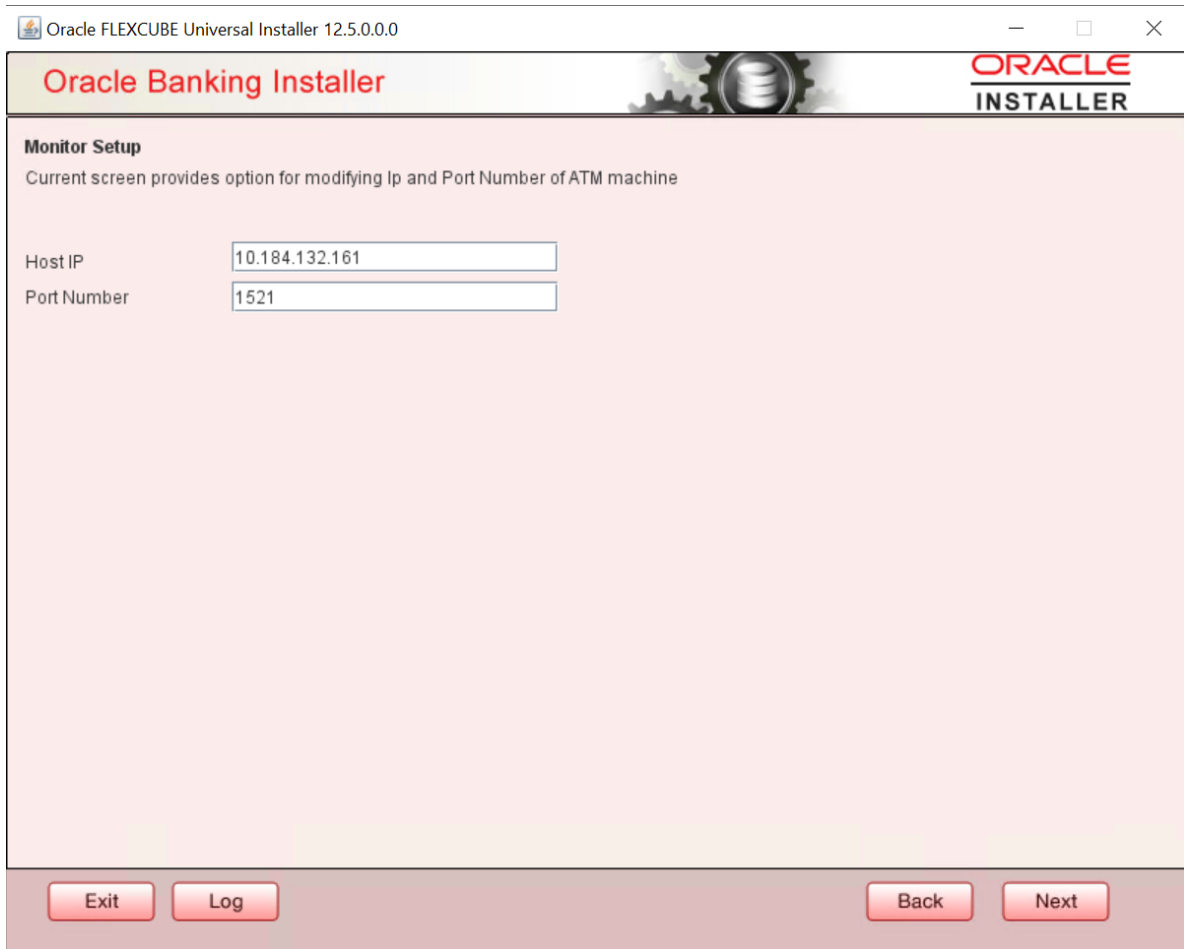 Oracle FLEXCUBE Universal Installer 12.5.0.0.0
Oracle Banking Installer
ORACLE
INSTALLER
Monitor Setup
Current screen provides option for modifying Ip and Port Number of ATM machine
Host IP 10.184.132.161
Port Number 1521
Exit Log Back Next